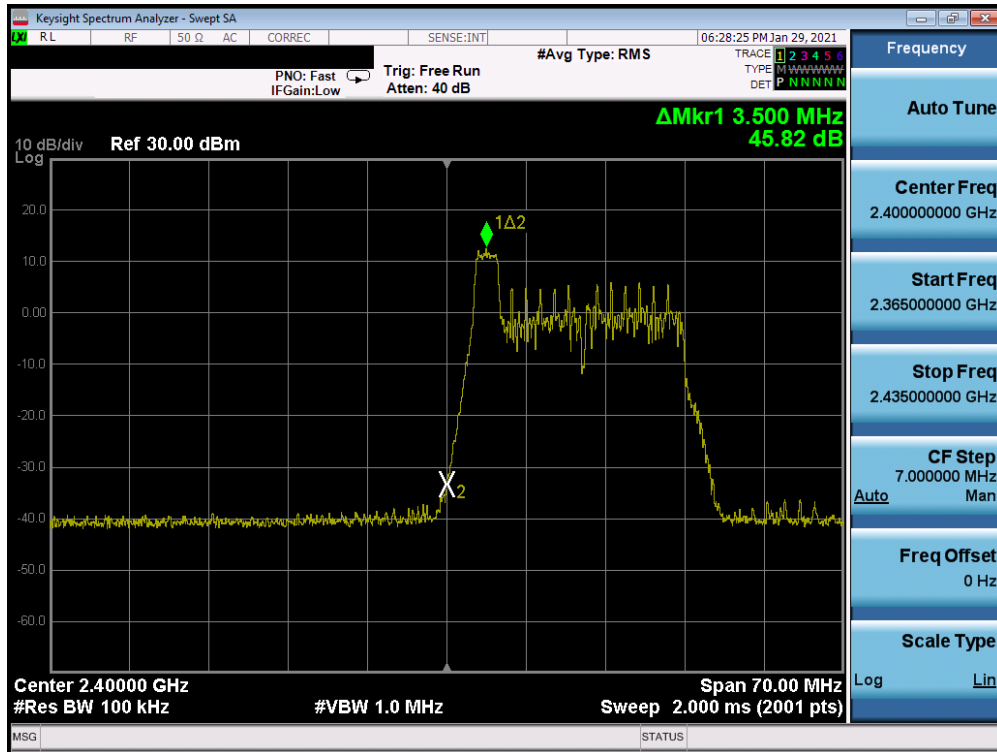 Keysight Spectrum Analyzer - Swept SA
LXI RL RF 50 Ω AC CORREC SENSE:INT 06:28:25 PM Jan 29, 2021
#Avg Type: RMS TRACE 1 2 3 4 5 6
PNO: Fast Trig: Free Run TYPE M W W W W W
IFGain:Low Atten: 40 dB DET P N N N N N
ΔMkr1 3.500 MHz
45.82 dB
10 dB/div Ref 30.00 dBm
Log
1Δ2
20.0
10.0
0.00
-10.0
-20.0
-30.0
2
-40.0
-50.0
-60.0
Center 2.40000 GHz Span 70.00 MHz
#Res BW 100 kHz #VBW 1.0 MHz Sweep 2.000 ms (2001 pts)
MSG STATUS
Frequency
Auto Tune
Center Freq
2.400000000 GHz
Start Freq
2.365000000 GHz
Stop Freq
2.435000000 GHz
CF Step
7.000000 MHz
Auto Man
Freq Offset
0 Hz
Scale Type
Log Lin